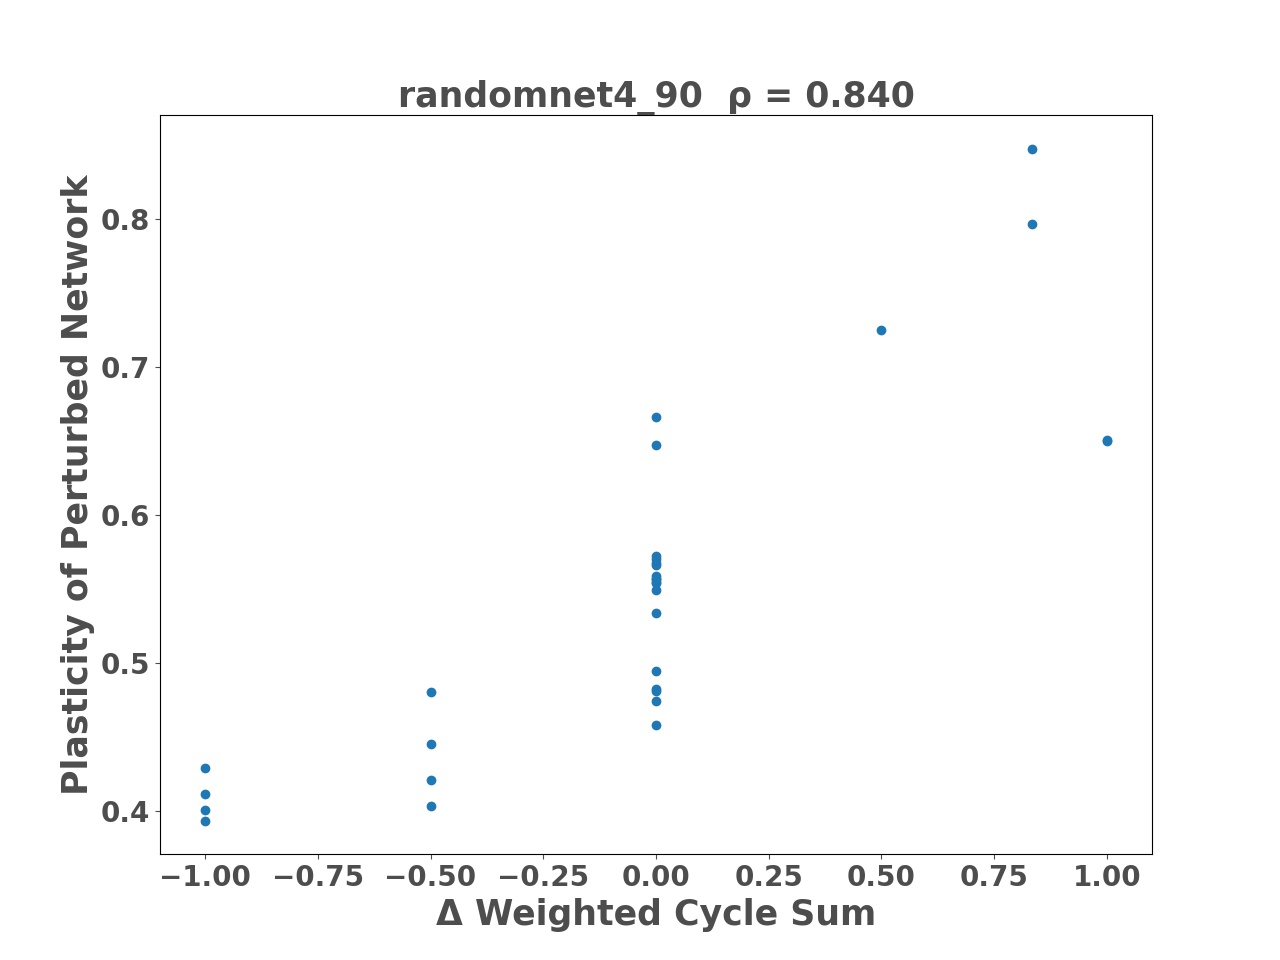 randomnet4_90  ρ = 0.840
Plasticity of Perturbed Network
0.8
0.7
0.6
0.5
0.4
−1.00 −0.75 −0.50 −0.25 0.00 0.25 0.50 0.75 1.00
Δ Weighted Cycle Sum